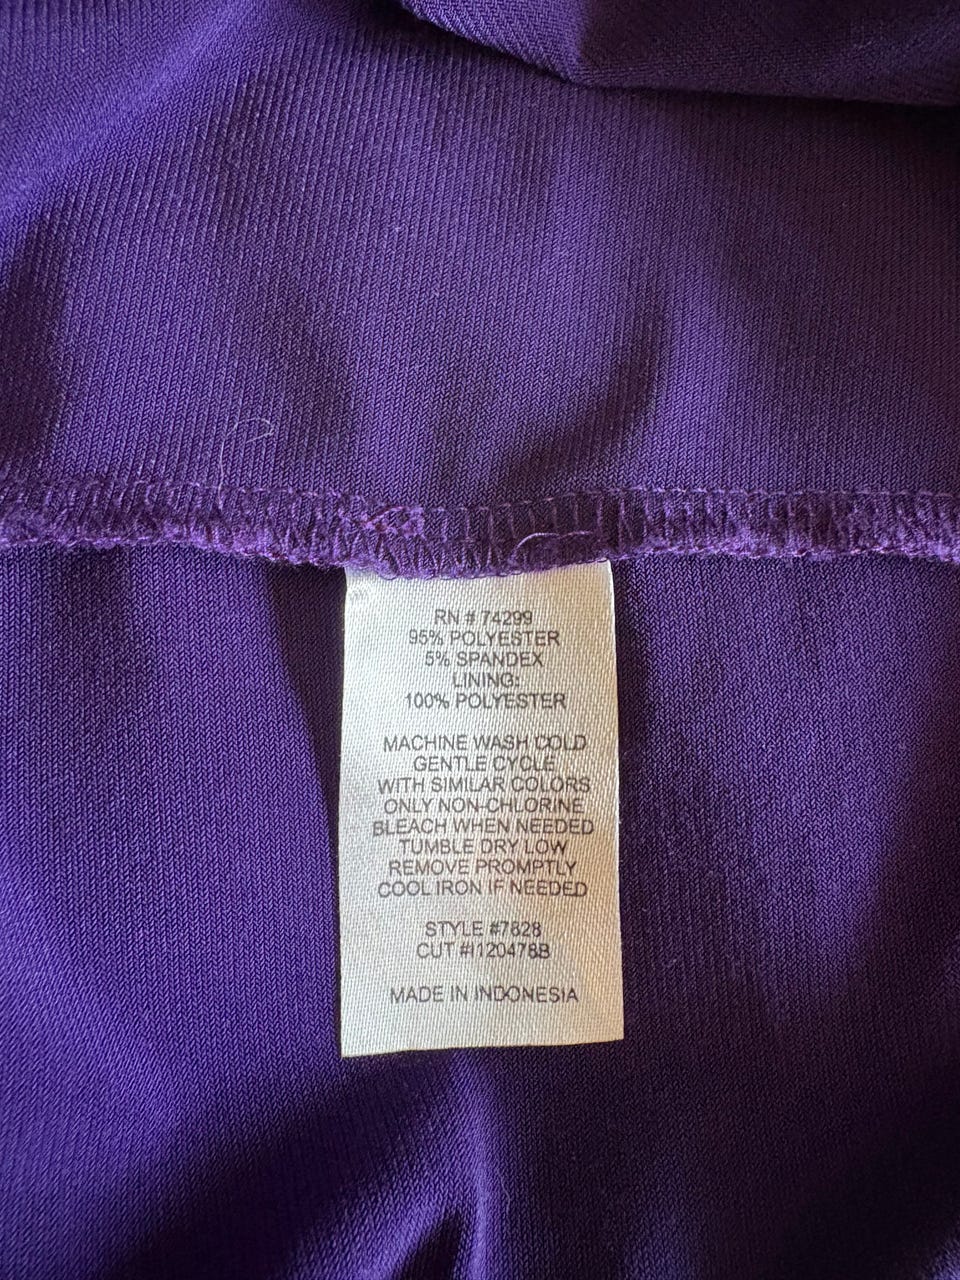 RN # 74299
95% POLYESTER
5% SPANDEX
LINING:
100% POLYESTER
MACHINE WASH COLD
GENTLE CYCLE
WITH SIMILAR COLORS
ONLY NON-CHLORINE
BLEACH WHEN NEEDED
TUMBLE DRY LOW
REMOVE PROMPTLY
COOL IRON IF NEEDED
STYLE #7828
CUT #I120478B
MADE IN INDONESIA